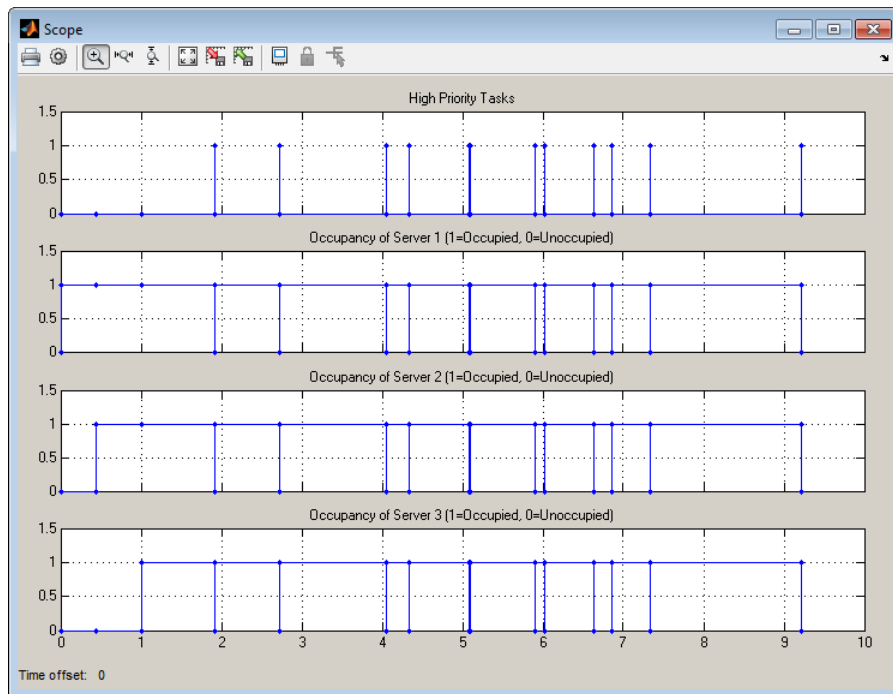 Scope
High Priority Tasks
1.5
1
0.5
0
Occupancy of Server 1 (1=Occupied, 0=Unoccupied)
1.5
1
0.5
0
Occupancy of Server 2 (1=Occupied, 0=Unoccupied)
1.5
1
0.5
0
Occupancy of Server 3 (1=Occupied, 0=Unoccupied)
1.5
1
0.5
0
0 1 2 3 4 5 6 7 8 9 10
Time offset: 0